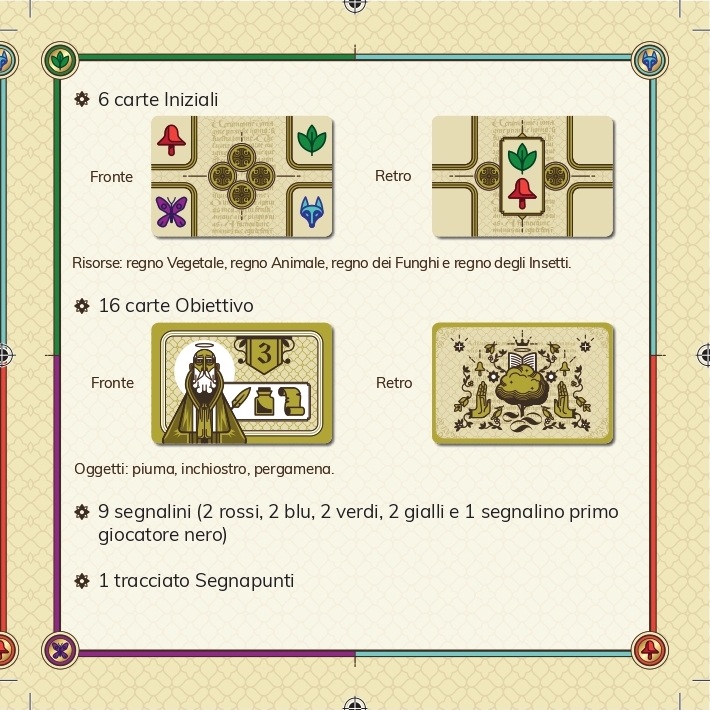 6 carte Iniziali
Fronte
Retro
Risorse: regno Vegetale, regno Animale, regno dei Funghi e regno degli Insetti.
16 carte Obiettivo
3
Fronte
Retro
Oggetti: piuma, inchiostro, pergamena.
9 segnalini (2 rossi, 2 blu, 2 verdi, 2 gialli e 1 segnalino primo
giocatore nero)
1 tracciato Segnapunti